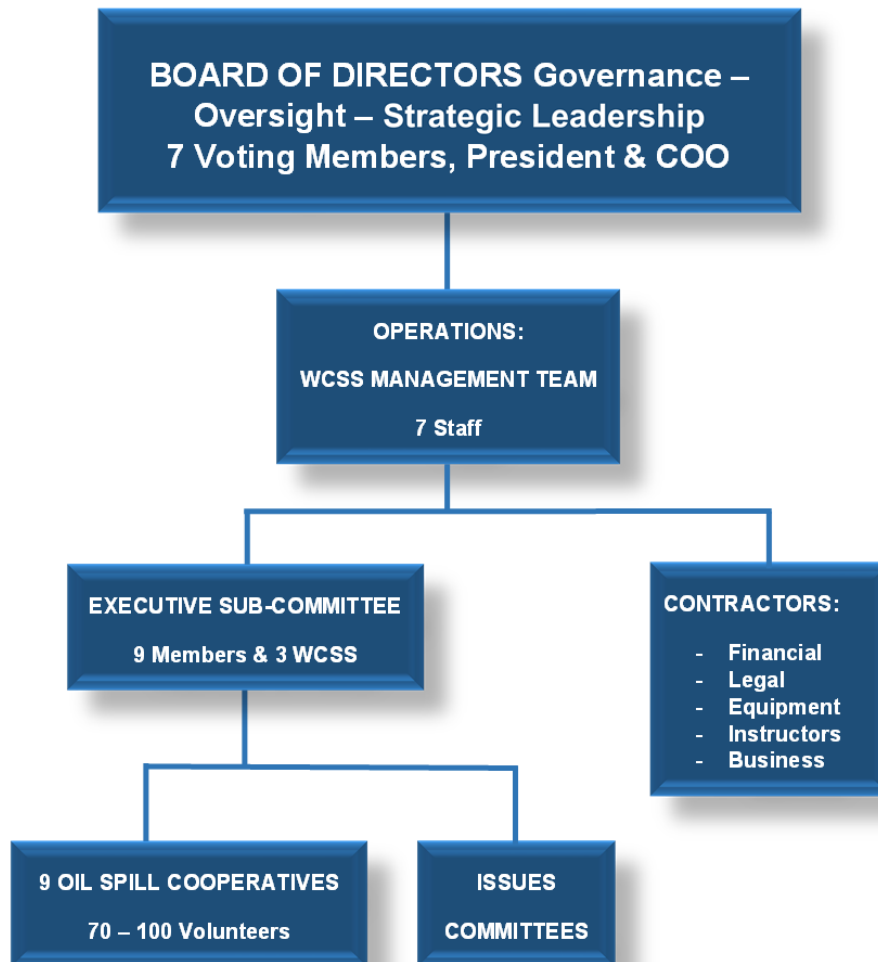 BOARD OF DIRECTORS Governance –
Oversight – Strategic Leadership
7 Voting Members, President & COO
OPERATIONS:
WCSS MANAGEMENT TEAM
7 Staff
EXECUTIVE SUB-COMMITTEE
9 Members & 3 WCSS
CONTRACTORS:
- Financial
- Legal
- Equipment
- Instructors
- Business
9 OIL SPILL COOPERATIVES
70 – 100 Volunteers
ISSUES
COMMITTEES